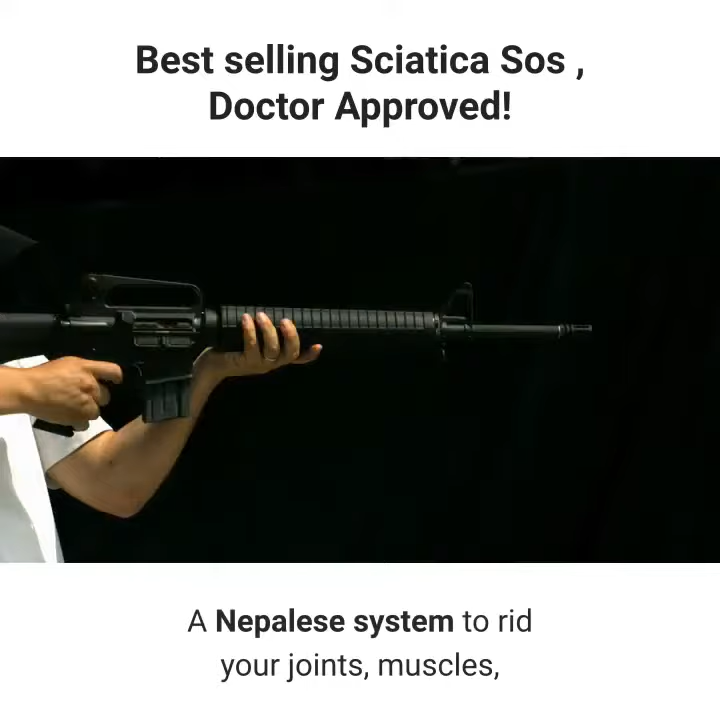 Best selling Sciatica Sos ,
Doctor Approved!
A Nepalese system to rid
your joints, muscles,